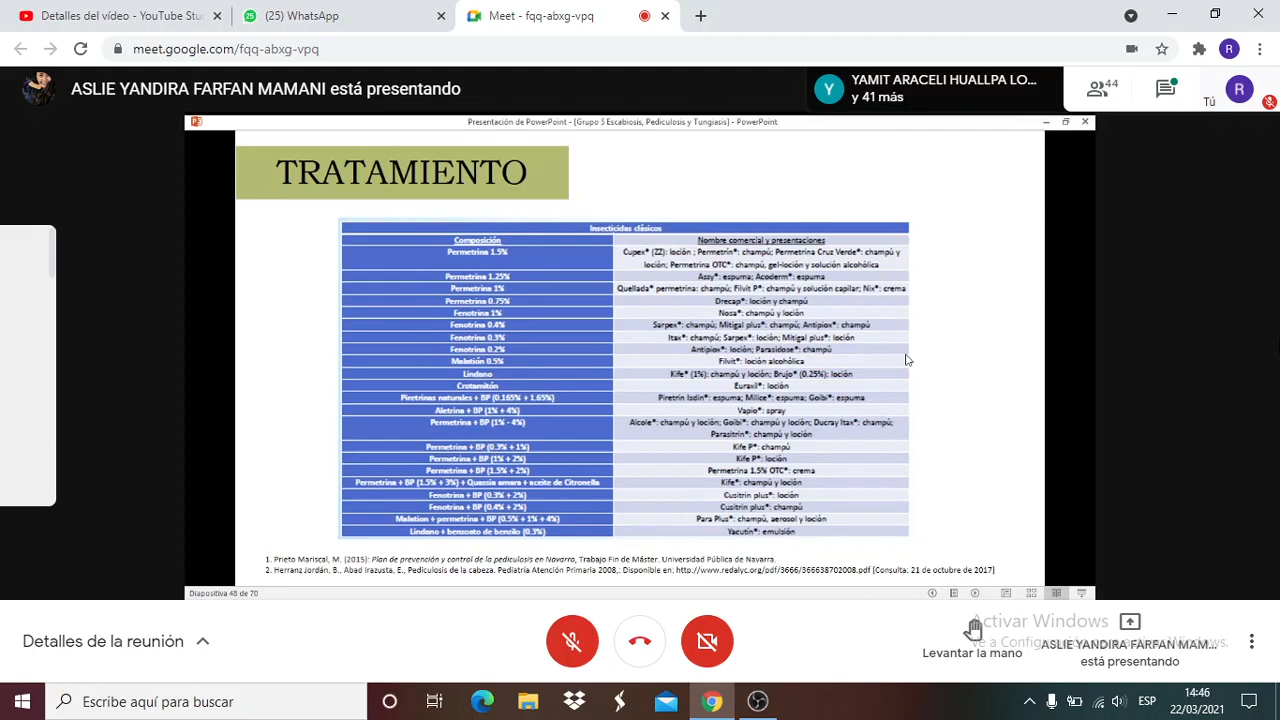 Detalles del vídeo - YouTube Stu
(25) WhatsApp
Meet - fqq-abxg-vpq
meet.google.com/fqq-abxg-vpq
R
ASLIE YANDIRA FARFAN MAMANI está presentando
Y
YAMIT ARACELI HUALLPA LO...
y 41 más
44
Tú
R
Presentación de PowerPoint - [Grupo 5 Escabiosis, Pediculosis y Tungiasis] - PowerPoint
TRATAMIENTO
Insecticidas clásicos
Composición Nombre comercial y presentaciones
Permetrina 1.5% Cupex® (ZZ): loción ; Permetrin®: champú; Permetrina Cruz Verde®: champú y
loción; Permetrina OTC®: champú, gel-loción y solución alcohólica
Permetrina 1.25% Assy®: espuma; Acoderm®: espuma
Permetrina 1% Quellada® permetrina: champú; Filvit P®: champú y solución capilar; Nix®: crema
Permetrina 0.75% Drecap®: loción y champú
Fenotrina 1% Nosa®: champú y loción
Fenotrina 0.4% Sarpex®: champú; Mitigal plus®: champú; Antipiox®: champú
Fenotrina 0.3% Itax®: champú; Sarpex®: loción; Mitigal plus®: loción
Fenotrina 0.2% Antipiox®: loción; Parasidose®: champú
Malatión 0.5% Filvit®: loción alcohólica
Lindano Kife® (1%): champú y loción; Brujo® (0.25%): loción
Crotamitón Euraxil®: loción
Piretrinas naturales + BP (0.165% + 1.65%) Piretrin Isdin®: espuma; Milice®: espuma; Goibi®: espuma
Aletrina + BP (1% + 4%) Vapio®: spray
Permetrina + BP (1% - 4%) Alcole®: champú y loción; Goibi®: champú y loción; Ducray Itax®: champú;
Parasitrin®: champú y loción
Permetrina + BP (0.3% + 1%) Kife P®: champú
Permetrina + BP (1% + 2%) Kife P®: loción
Permetrina + BP (1.5% + 2%) Permetrina 1.5% OTC®: crema
Permetrina + BP (1.5% + 3%) + Quassia amara + aceite de Citronella Kife®: champú y loción
Fenotrina + BP (0.3% + 2%) Cusitrin plus®: loción
Fenotrina + BP (0.4% + 2%) Cusitrin plus®: champú
Malation + permetrina + BP (0.5% + 1% + 4%) Para Plus®: champú, aerosol y loción
Lindano + benzoato de benzilo (0.3%) Yacutin®: emulsión
1. Prieto Mariscal, M. (2015): Plan de prevención y control de la pediculosis en Navarra, Trabajo Fin de Máster. Universidad Pública de Navarra.
2. Herranz Jordán, B., Abad Irazusta, E., Pediculosis de la cabeza. Pediatría Atención Primaria 2008,: Disponible en: http://www.redalyc.org/pdf/3666/366638702008.pdf [Consulta: 21 de octubre de 2017]
Diapositiva 48 de 70
Detalles de la reunión
Activar Windows
Ve a Configuración para activar Windows.
Levantar la mano
ASLIE YANDIRA FARFAN MAM...
está presentando
Escribe aquí para buscar
ESP
14:46
22/03/2021